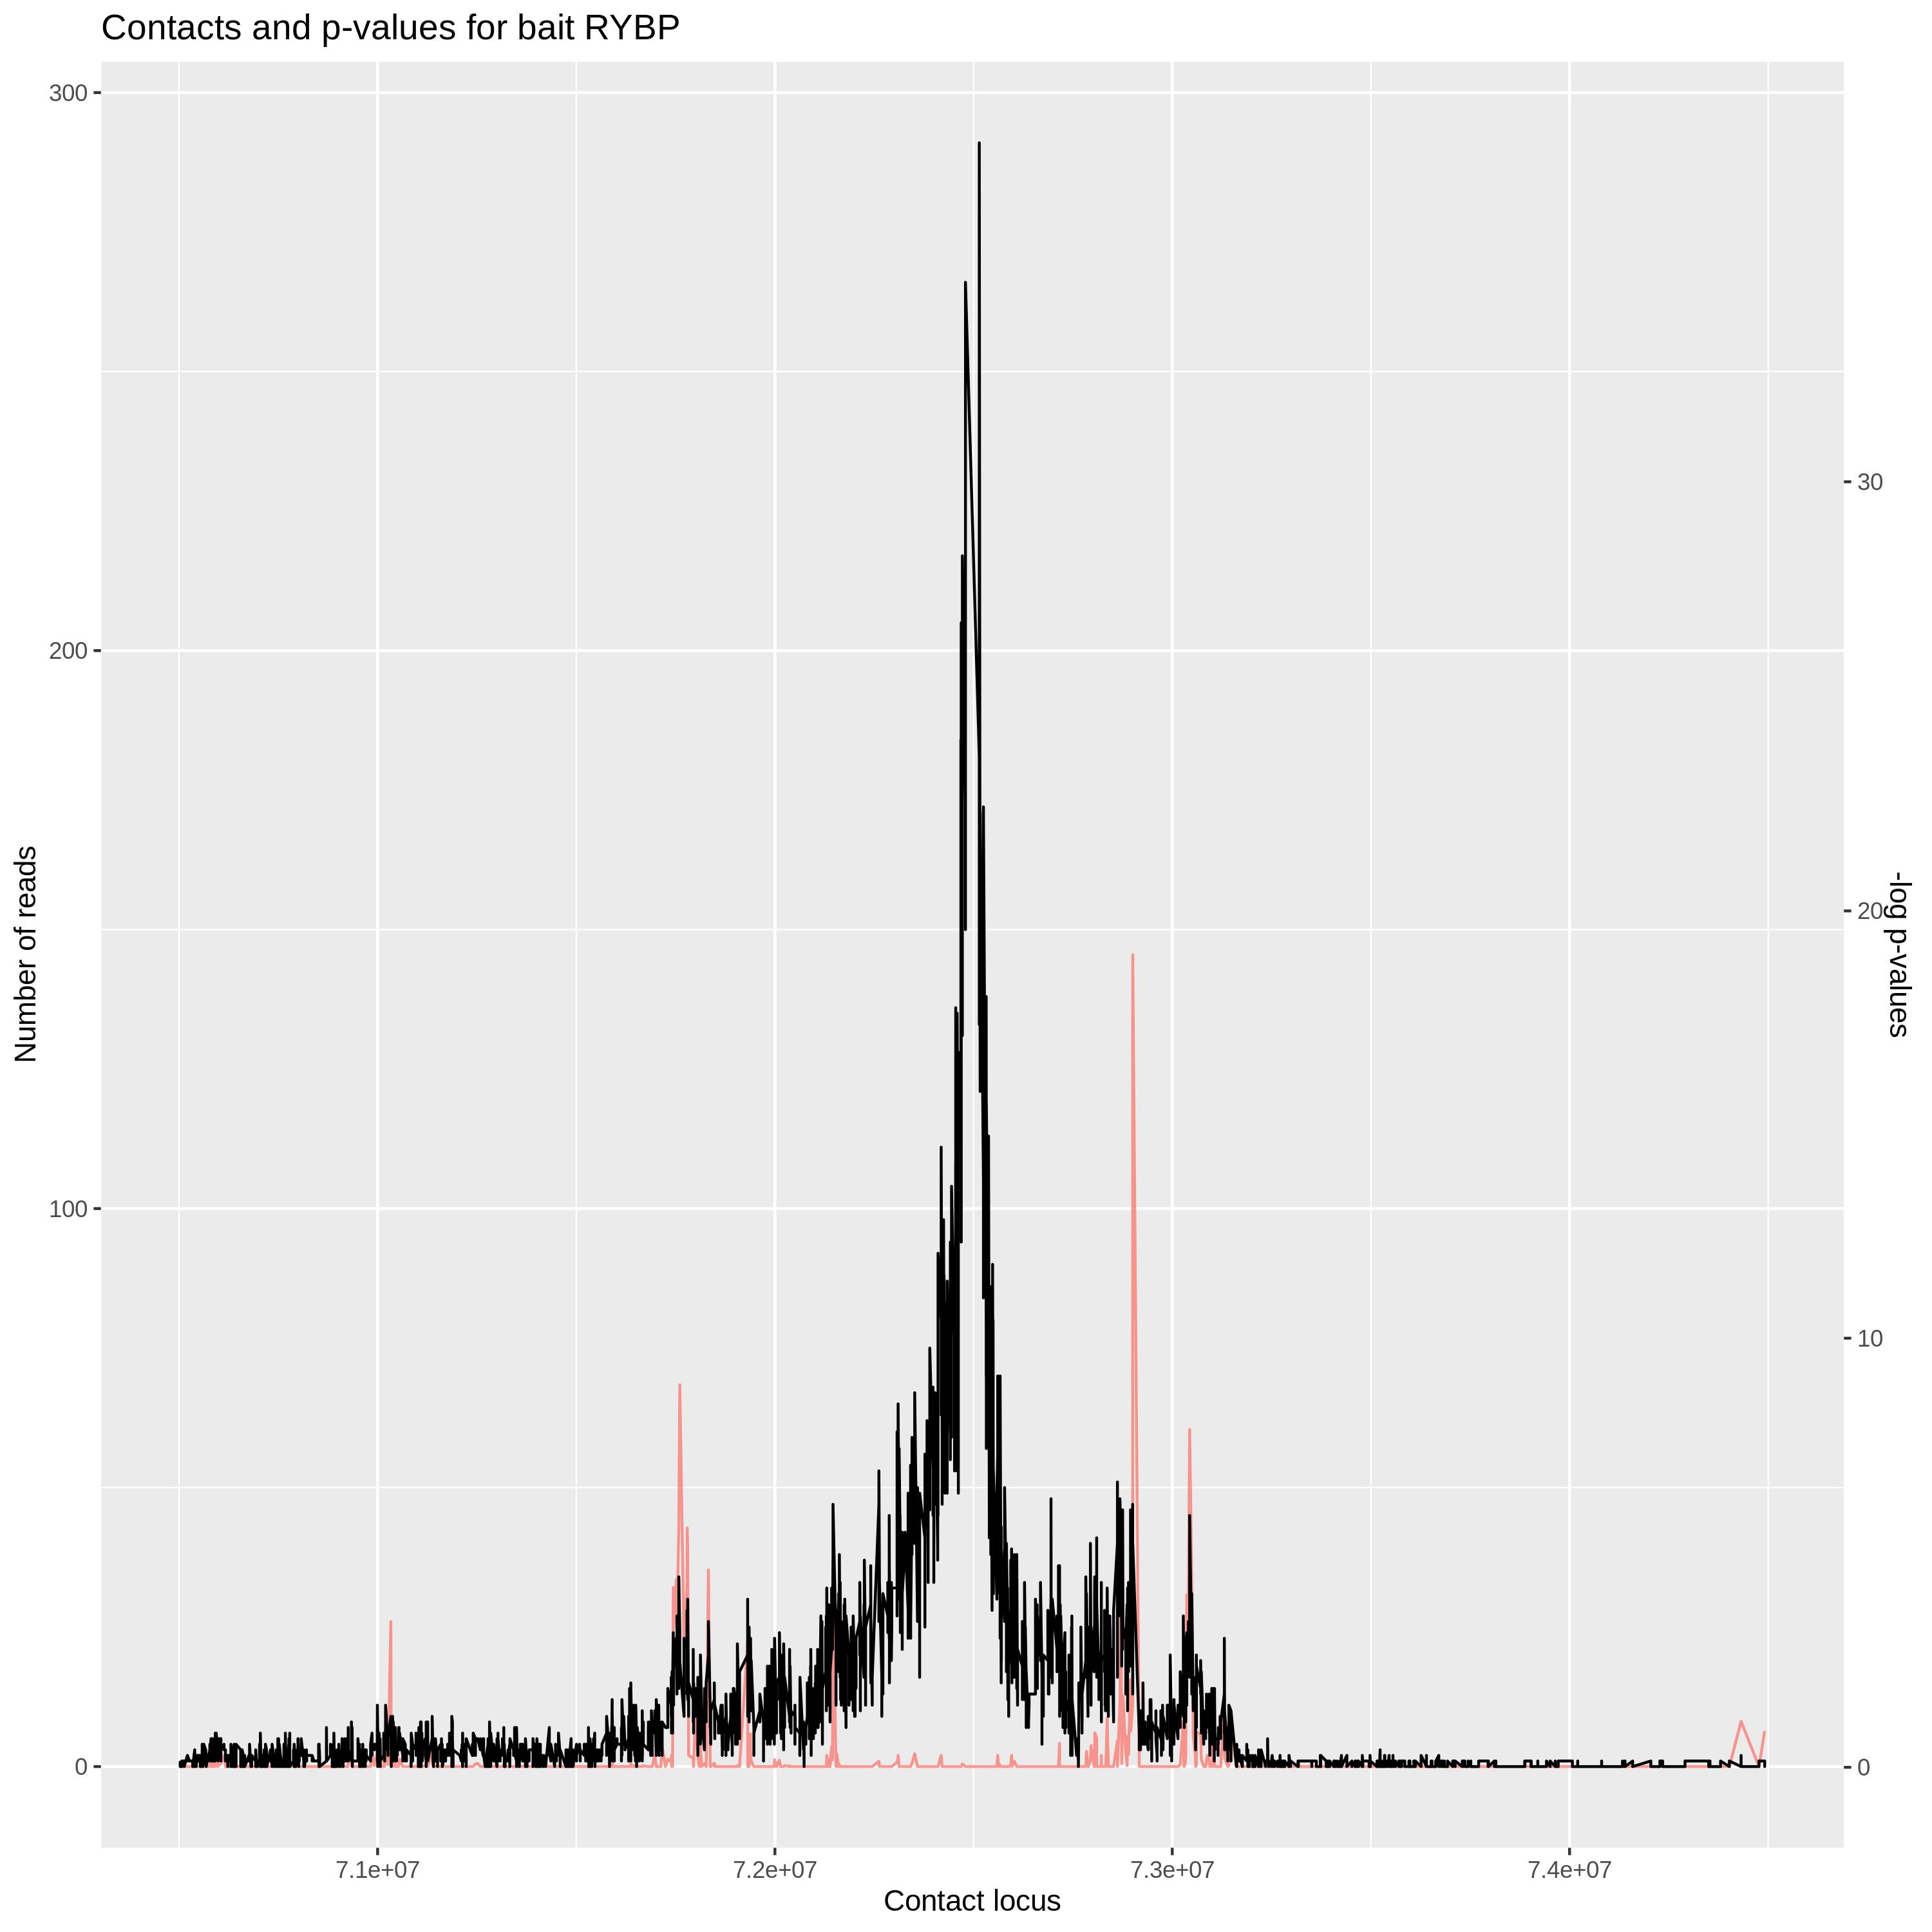 Contacts and p-values for bait RYBP
300
200
100
0
Number of reads
30
20
10
0
-log p-values
7.1e+07 7.2e+07 7.3e+07 7.4e+07
Contact locus